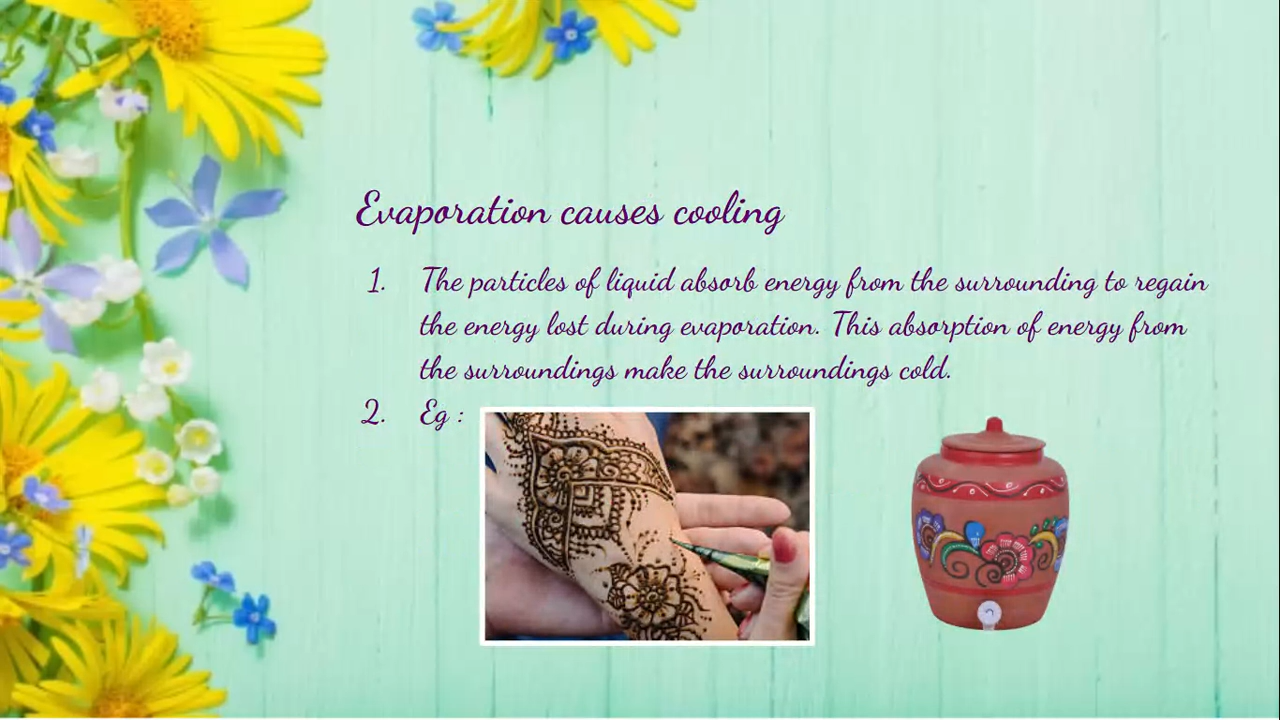 Evaporation causes cooling
1. The particles of liquid absorb energy from the surrounding to regain
the energy lost during evaporation. This absorption of energy from
the surroundings make the surroundings cold.
2. Eg :